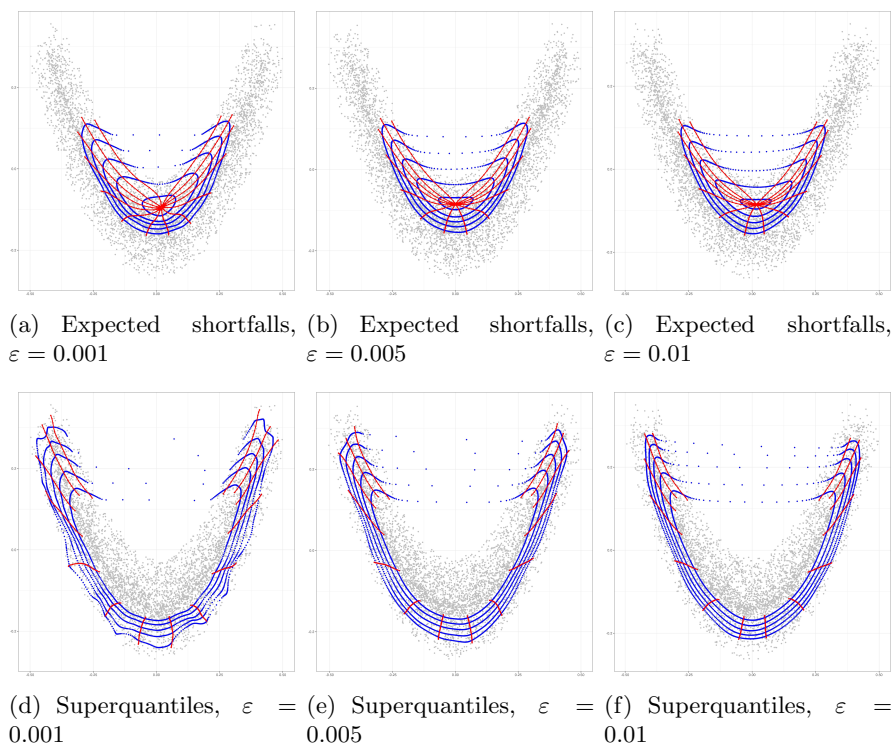 (a) Expected shortfalls,
ε = 0.001
(b) Expected shortfalls,
ε = 0.005
(c) Expected shortfalls,
ε = 0.01
(d) Superquantiles, ε =
0.001
(e) Superquantiles, ε =
0.005
(f) Superquantiles, ε =
0.01